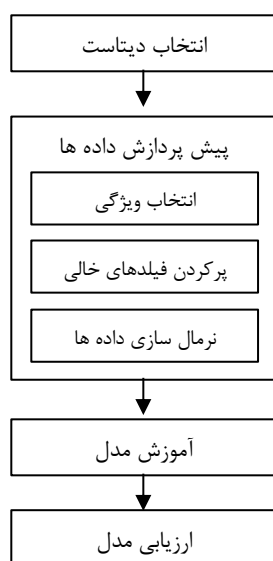 انتخاب دیتاست
پیش پردازش داده ها
انتخاب ویژگی
پرکردن فیلدهای خالی
نرمال سازی داده ها
آموزش مدل
ارزیابی مدل